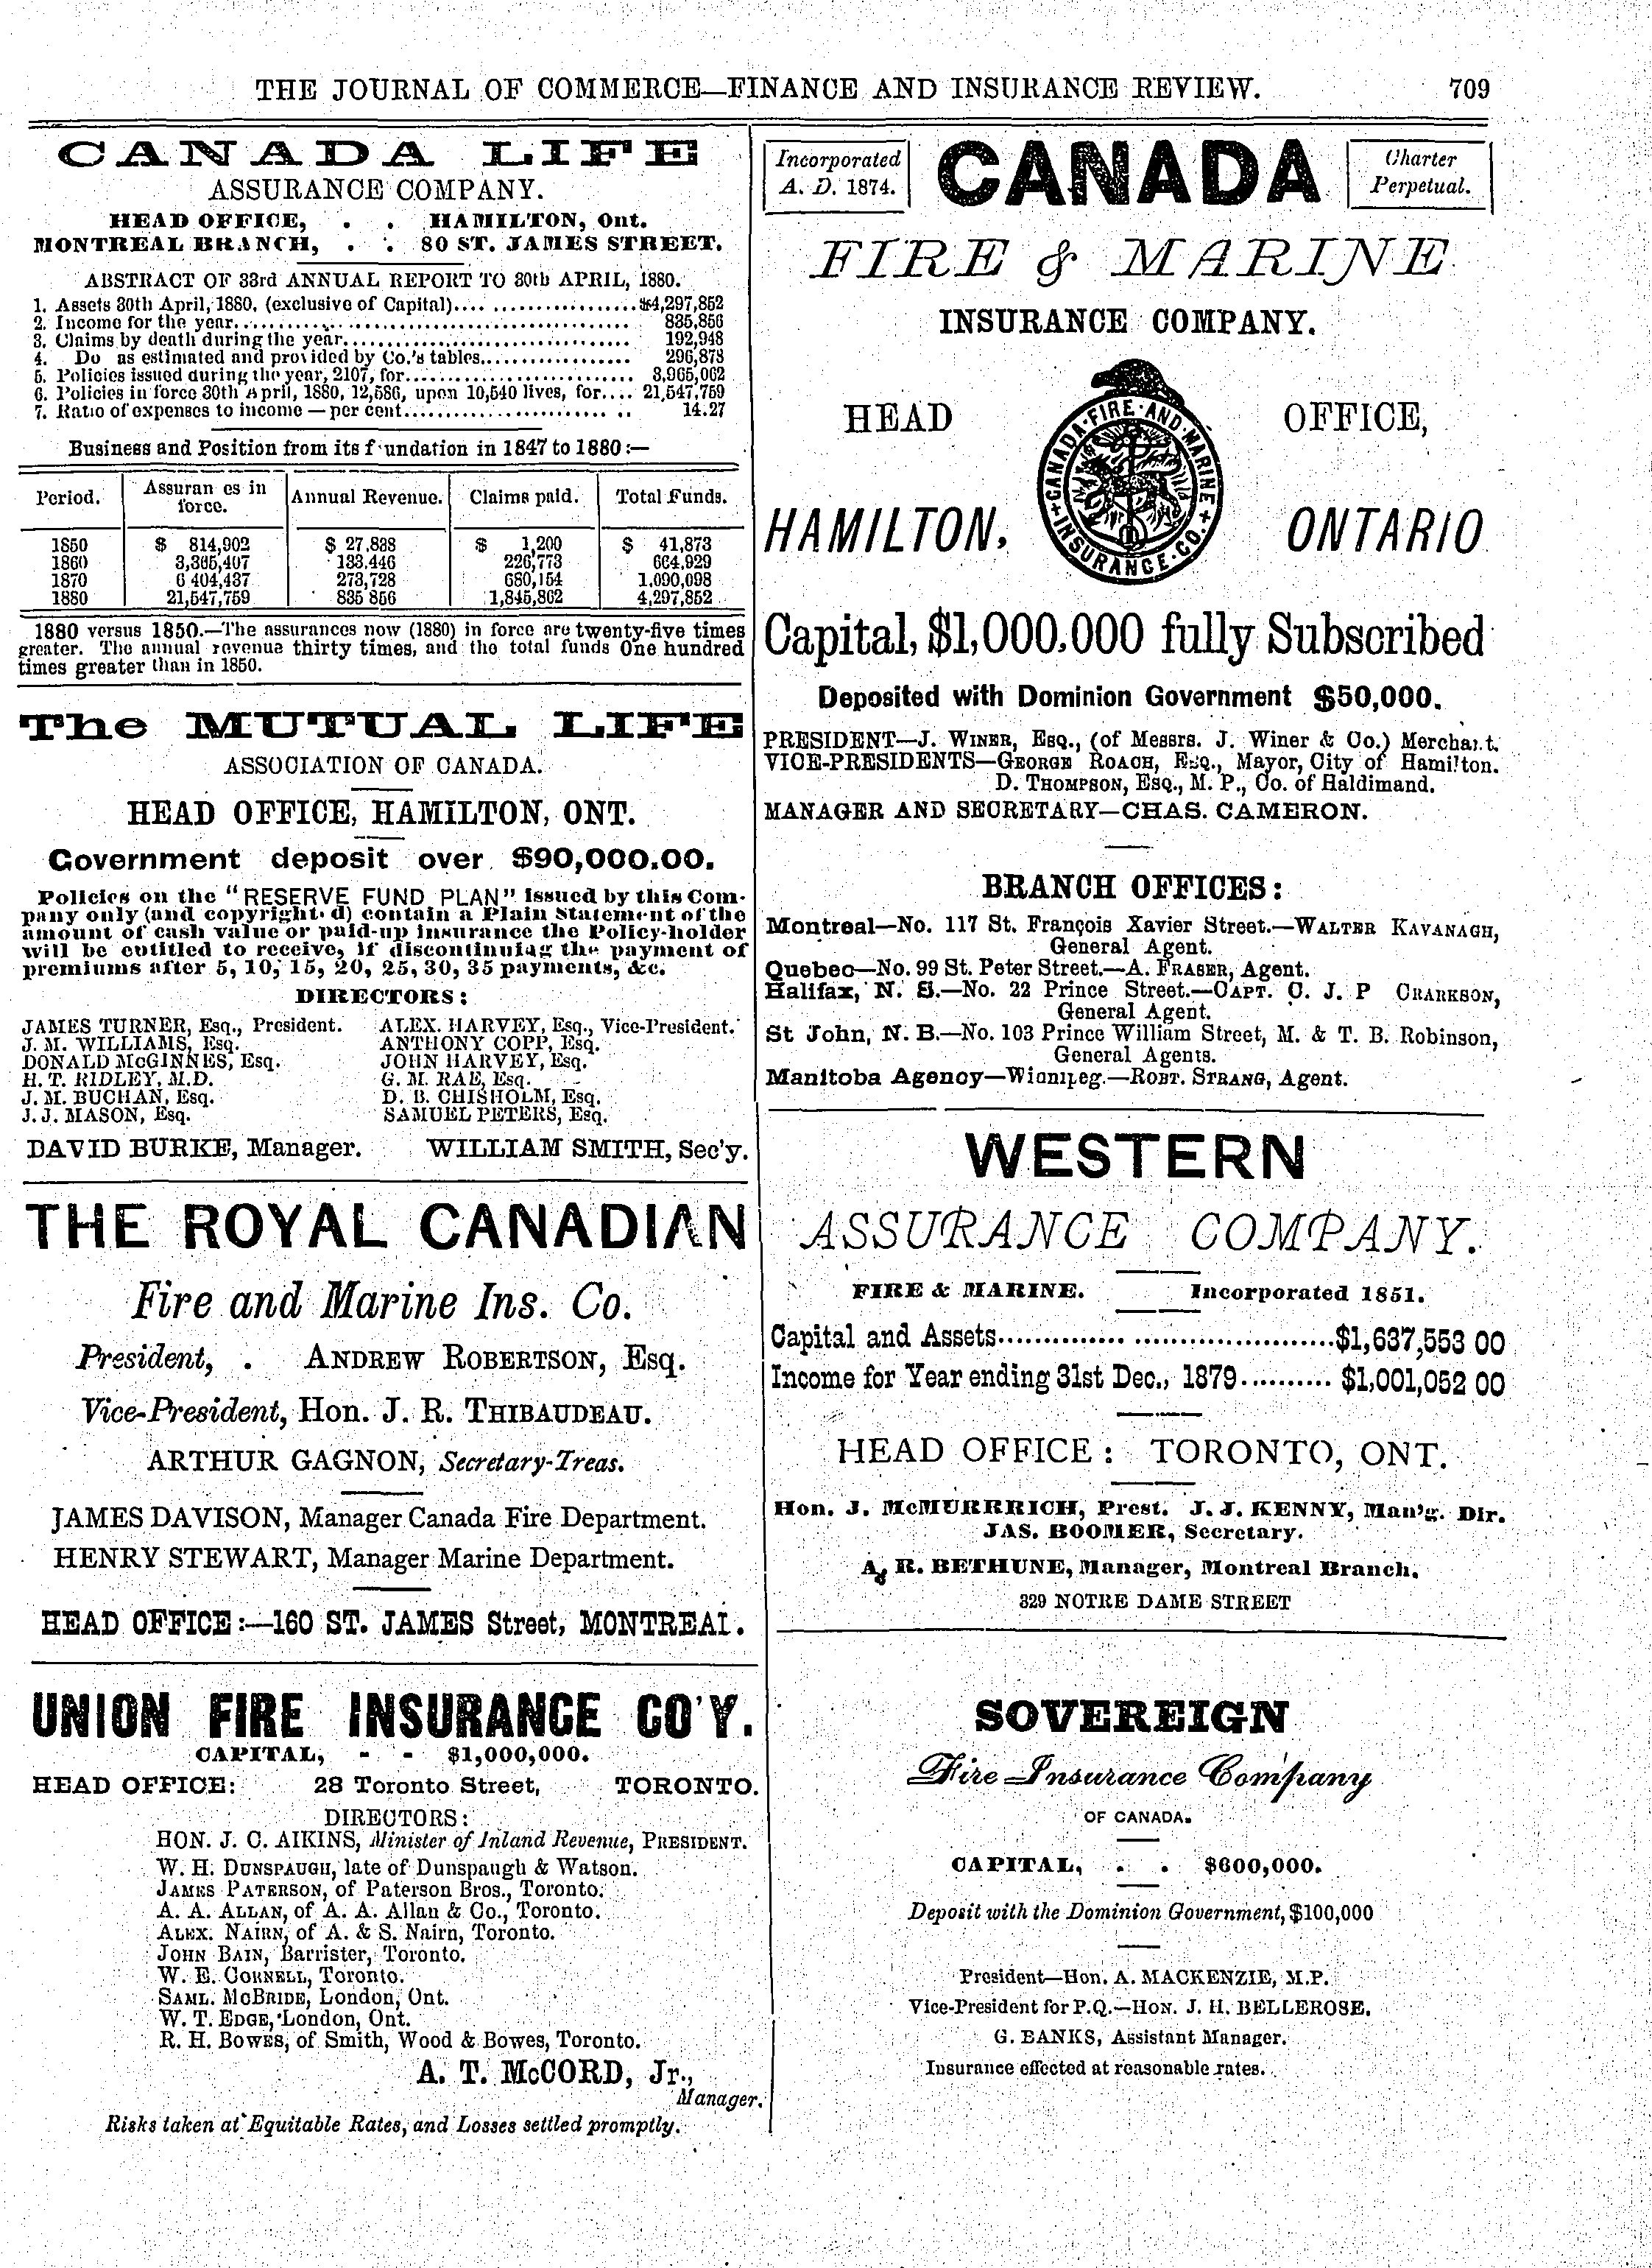 THE JOURNAL OF COMMERCE—FINANCE AND INSURANCE REVIEW. 709
CANADA LIFE
ASSURANCE COMPANY.
HEAD OFFICE, . . HAMILTON, Ont.
MONTREAL BRANCH, . . 80 ST. JAMES STREET.
ABSTRACT OF 33rd ANNUAL REPORT TO 30th APRIL, 1880.
1. Assets 30th April, 1880, (exclusive of Capital).... ................$4,297,852
2. Income for the year................................................ 835,856
3. Claims by death during the year................................ 192,948
4. Do as estimated and provided by Co.'s tables................. 296,878
5. Policies issued during the year, 2107, for......................... 3,965,062
6. Policies in force 30th April, 1880, 12,586, upon 10,540 lives, for.... 21,547,759
7. Ratio of expenses to income — per cent....................... .. 14.27
Business and Position from its f undation in 1847 to 1880:—
Period. Assuran es in force. Annual Revenue. Claims paid. Total Funds.
1850 $ 814,902 $ 27,838 $ 1,200 $ 41,873
1860 3,365,407 133,446 226,773 664,929
1870 6 404,437 273,728 680,154 1,090,098
1880 21,547,759 835 856 1,845,862 4,297,852
1880 versus 1850.—The assurances now (1880) in force are twenty-five times
greater. The annual revenue thirty times, and the total funds One hundred
times greater than in 1850.
The MUTUAL LIFE
ASSOCIATION OF CANADA.
HEAD OFFICE, HAMILTON, ONT.
Government deposit over $90,000.00.
Policies on the "RESERVE FUND PLAN" issued by this Com-
pany only (and copyright d) contain a Plain Statement of the
amount of cash value or paid-up insurance the Policy-holder
will be entitled to receive, if discontinuing the payment of
premiums after 5, 10, 15, 20, 25, 30, 35 payments, &c.
DIRECTORS:
JAMES TURNER, Esq., President. ALEX. HARVEY, Esq., Vice-President.
J. M. WILLIAMS, Esq. ANTHONY COPP, Esq.
DONALD McGINNES, Esq. JOHN HARVEY, Esq.
H. T. RIDLEY, M.D. G. M. RAE, Esq.
J. M. BUCHAN, Esq. D. B. CHISHOLM, Esq.
J. J. MASON, Esq. SAMUEL PETERS, Esq.
DAVID BURKE, Manager. WILLIAM SMITH, Sec'y.
THE ROYAL CANADIAN
Fire and Marine Ins. Co.
President, . ANDREW ROBERTSON, Esq.
Vice-President, Hon. J. R. THIBAUDEAU.
ARTHUR GAGNON, Secretary-Treas.
JAMES DAVISON, Manager Canada Fire Department.
HENRY STEWART, Manager Marine Department.
HEAD OFFICE:—160 ST. JAMES Street, MONTREAL.
UNION FIRE INSURANCE CO'Y.
CAPITAL, - - $1,000,000.
HEAD OFFICE: 28 Toronto Street, TORONTO.
DIRECTORS:
HON. J. C. AIKINS, Minister of Inland Revenue, PRESIDENT.
W. H. DUNSPAUGH, late of Dunspaugh & Watson.
JAMES PATERSON, of Paterson Bros., Toronto.
A. A. ALLAN, of A. A. Allan & Co., Toronto.
ALEX. NAIRN, of A. & S. Nairn, Toronto.
JOHN BAIN, Barrister, Toronto.
W. E. CORNELL, Toronto.
SAML. McBRIDE, London, Ont.
W. T. EDGE, London, Ont.
R. H. BOWES, of Smith, Wood & Bowes, Toronto.
A. T. McCORD, Jr.,
Manager.
Risks taken at Equitable Rates, and Losses settled promptly.
Incorporated A. D. 1874.
CANADA
Charter Perpetual.
FIRE & MARINE
INSURANCE COMPANY.
HEAD OFFICE,
CANADA FIRE AND MARINE INSURANCE CO.
HAMILTON, ONTARIO
Capital, $1,000,000 fully Subscribed
Deposited with Dominion Government $50,000.
PRESIDENT—J. WINER, ESQ., (of Messrs. J. Winer & Co.) Merchant.
VICE-PRESIDENTS—GEORGE ROACH, ESQ., Mayor, City of Hamilton.
D. THOMPSON, ESQ., M. P., Co. of Haldimand.
MANAGER AND SECRETARY—CHAS. CAMERON.
BRANCH OFFICES:
Montreal—No. 117 St. François Xavier Street.—WALTER KAVANAGH,
General Agent.
Quebec—No. 99 St. Peter Street.—A. FRASER, Agent.
Halifax, N. S.—No. 22 Prince Street.—CAPT. C. J. P CHARKSON,
General Agent.
St John, N. B.—No. 103 Prince William Street, M. & T. B. Robinson,
General Agents.
Manitoba Agency—Winnipeg.—ROBT. STRANG, Agent.
WESTERN
ASSURANCE COMPANY.
FIRE & MARINE. Incorporated 1851.
Capital and Assets.............. ........................$1,637,553 00
Income for Year ending 31st Dec., 1879.......... $1,001,052 00
HEAD OFFICE: TORONTO, ONT.
Hon. J. McMURRRICH, Prest. J. J. KENNY, Man'g. Dir.
JAS. BOOMER, Secretary.
A. R. BETHUNE, Manager, Montreal Branch.
329 NOTRE DAME STREET
SOVEREIGN
Fire Insurance Company
OF CANADA.
CAPITAL, . . $600,000.
Deposit with the Dominion Government, $100,000
President—Hon. A. MACKENZIE, M.P.
Vice-President for P.Q.—HON. J. H. BELLEROSE.
G. BANKS, Assistant Manager.
Insurance effected at reasonable rates.